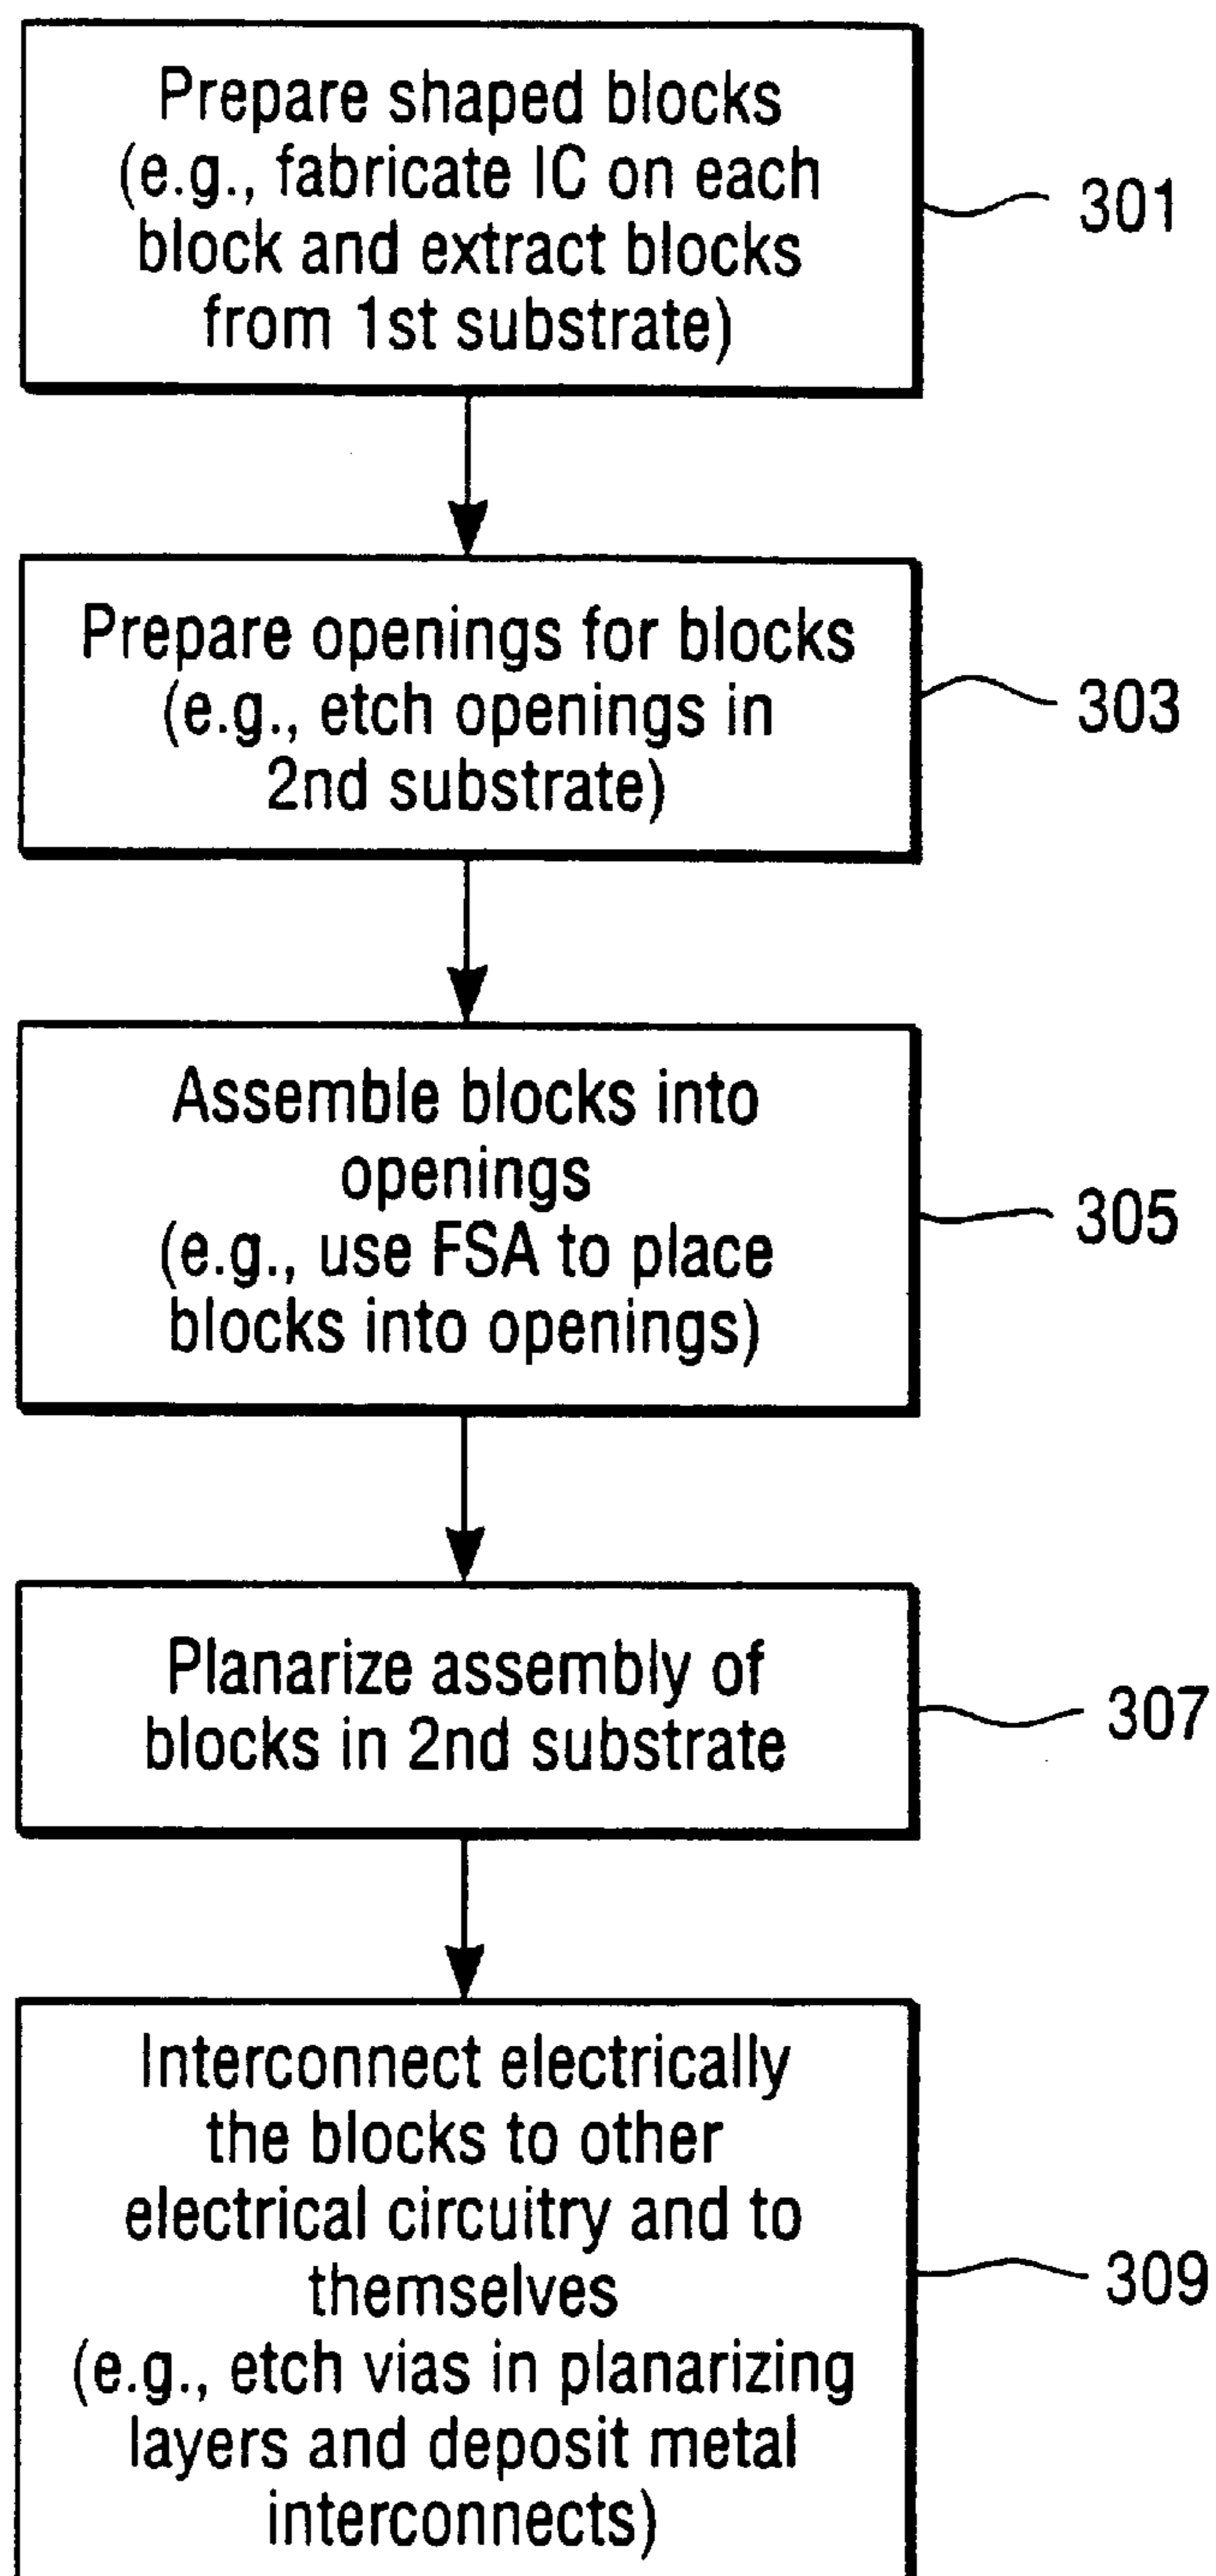 Prepare shaped blocks
(e.g., fabricate IC on each
block and extract blocks
from 1st substrate)
301
Prepare openings for blocks
(e.g., etch openings in
2nd substrate)
303
Assemble blocks into
openings
(e.g., use FSA to place
blocks into openings)
305
Planarize assembly of
blocks in 2nd substrate
307
Interconnect electrically
the blocks to other
electrical circuitry and to
themselves
(e.g., etch vias in planarizing
layers and deposit metal
interconnects)
309